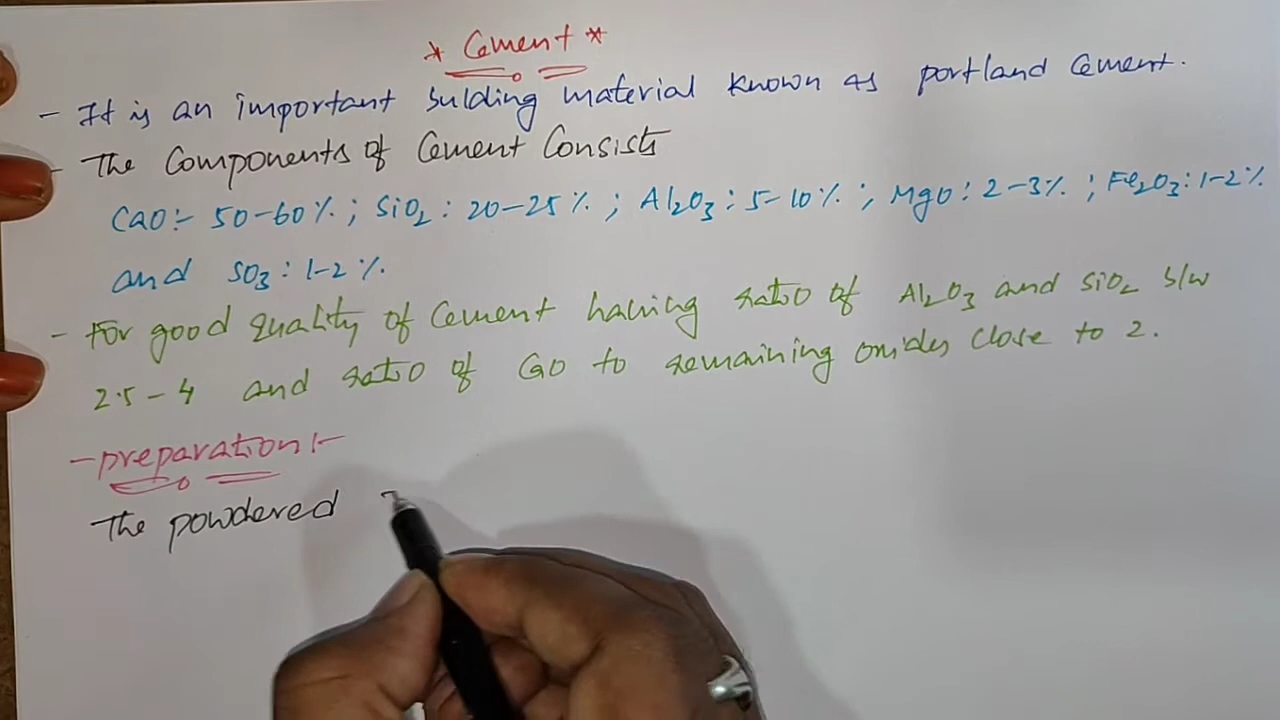 * Cement *
- It is an important bulding material known as portland Cement.
- The Components of Cement Consists
CaO:- 50-60%; SiO2 : 20-25%; Al2O3 : 5-10%; MgO : 2-3%; Fe2O3 : 1-2%
and SO3 : 1-2%.
- For good quality of Cement having ratio of Al2O3 and SiO2 b/w
2.5-4 and ratio of CaO to remaining oxides close to 2.
- preparation :-
The powdered